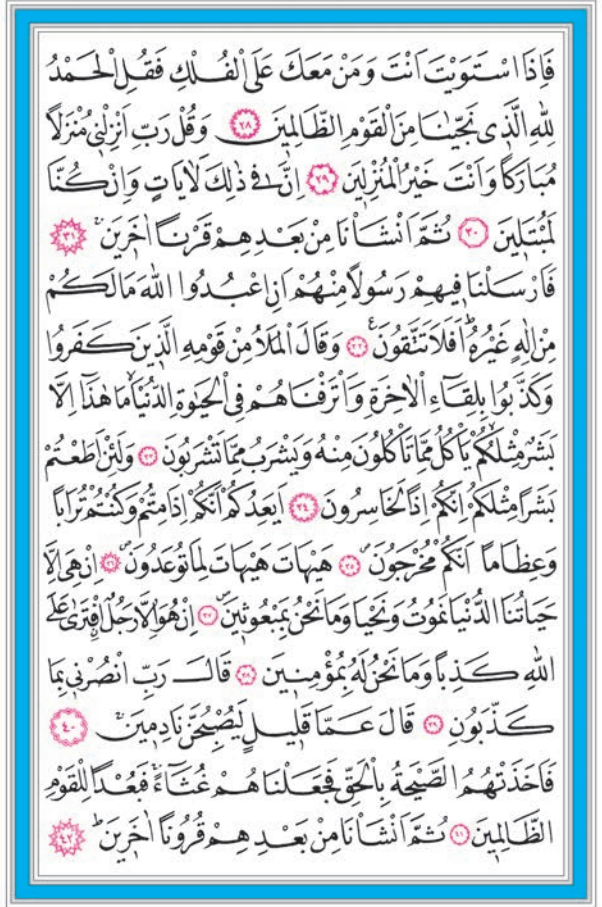 فَاِذَا اسْتَوَيْتَ اَنْتَ وَمَنْ مَعَكَ عَلَى الْفُلْكِ فَقُلِ الْحَمْدُ
لِلّٰهِ الَّذ۪ي نَجّٰينَا مِنَ الْقَوْمِ الظَّالِم۪ينَ ﴿٢٨﴾ وَقُلْ رَبِّ اَنْزِلْن۪ي مُنْزَلًا
مُبَارَكًا وَاَنْتَ خَيْرُ الْمُنْزِل۪ينَ ﴿٢٩﴾ اِنَّ ف۪ي ذٰلِكَ لَاٰيَاتٍ وَاِنْ كُنَّا
لَمُبْتَل۪ينَ ﴿٣٠﴾ ثُمَّ اَنْشَأْنَا مِنْ بَعْدِهِمْ قَرْنًا اٰخَر۪ينَۚ ﴿٣١﴾
فَاَرْسَلْنَا ف۪يهِمْ رَسُولًا مِنْهُمْ اَنِ اعْبُدُوا اللّٰهَ مَا لَكُمْ
مِنْ اِلٰهٍ غَيْرُهُۜ اَفَلَا تَتَّقُونَ۟ ﴿٣٢﴾ وَقَالَ الْمَلَاُ مِنْ قَوْمِهِ الَّذ۪ينَ كَفَرُوا
وَكَذَّبُوا بِلِقَٓاءِ الْاٰخِرَةِ وَاَتْرَفْنَاهُمْ فِي الْحَيٰوةِ الدُّنْيَاۙ مَا هٰذَٓا اِلَّا
بَشَرٌ مِثْلُكُمْۙ يَأْكُلُ مِمَّا تَأْكُلُونَ مِنْهُ وَيَشْرَبُ مِمَّا تَشْرَبُونَ ﴿٣٣﴾ وَلَئِنْ اَطَعْتُمْ
بَشَرًا مِثْلَكُمْ اِنَّكُمْ اِذًا لَخَاسِرُونَۙ ﴿٣٤﴾ اَيَعِدُكُمْ اَنَّكُمْ اِذَا مِتُّمْ وَكُنْتُمْ تُرَابًا
وَعِظَامًا اَنَّكُمْ مُخْرَجُونَۙ ﴿٣٥﴾ هَيْهَاتَ هَيْهَاتَ لِمَا تُوعَدُونَۙ ﴿٣٦﴾ اِنْ هِيَ اِلَّا
حَيَاتُنَا الدُّنْيَا نَمُوتُ وَنَحْيَا وَمَا نَحْنُ بِمَبْعُوث۪ينَۙ ﴿٣٧﴾ اِنْ هُوَ اِلَّا رَجُلٌۨ افْتَرٰى عَلَى
اللّٰهِ كَذِبًا وَمَا نَحْنُ لَهُ بِمُؤْمِن۪ينَ ﴿٣٨﴾ قَالَ رَبِّ انْصُرْن۪ي بِمَا
كَذَّبُونِ ﴿٣٩﴾ قَالَ عَمَّا قَل۪يلٍ لَيُصْبِحُنَّ نَادِم۪ينَۚ ﴿٤٠﴾
فَاَخَذَتْهُمُ الصَّيْحَةُ بِالْحَقِّ فَجَعَلْنَاهُمْ غُثَٓاءًۚ فَبُعْدًا لِلْقَوْمِ
الظَّالِم۪ينَ ﴿٤١﴾ ثُمَّ اَنْشَأْنَا مِنْ بَعْدِهِمْ قُرُونًا اٰخَر۪ينَۜ ﴿٤٢﴾